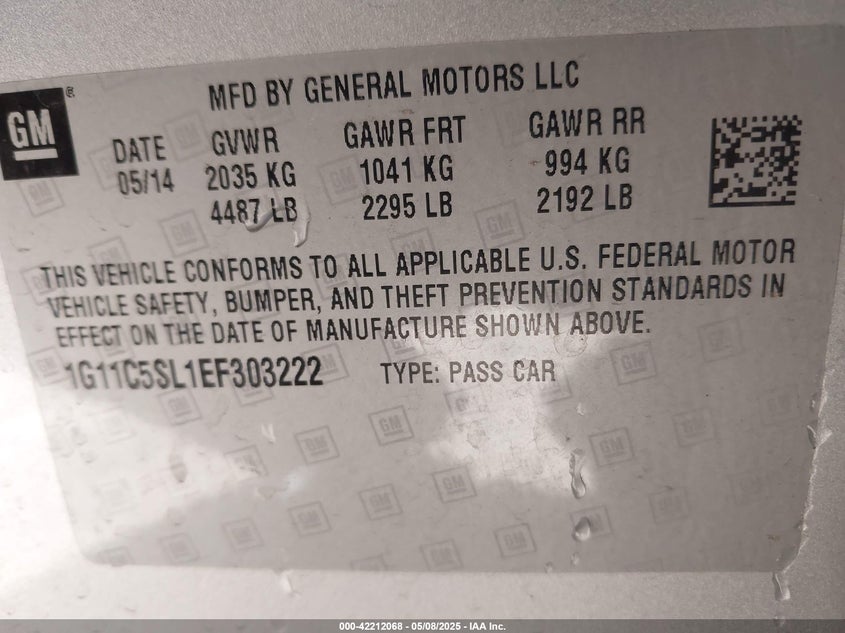 GM®
MFD BY GENERAL MOTORS LLC
DATE GVWR GAWR FRT GAWR RR
05/14 2035 KG 1041 KG 994 KG
4487 LB 2295 LB 2192 LB
THIS VEHICLE CONFORMS TO ALL APPLICABLE U.S. FEDERAL MOTOR
VEHICLE SAFETY, BUMPER, AND THEFT PREVENTION STANDARDS IN
EFFECT ON THE DATE OF MANUFACTURE SHOWN ABOVE.
1G11C5SL1EF303222 TYPE: PASS CAR
000-42212068 - 05/08/2025 - IAA Inc.